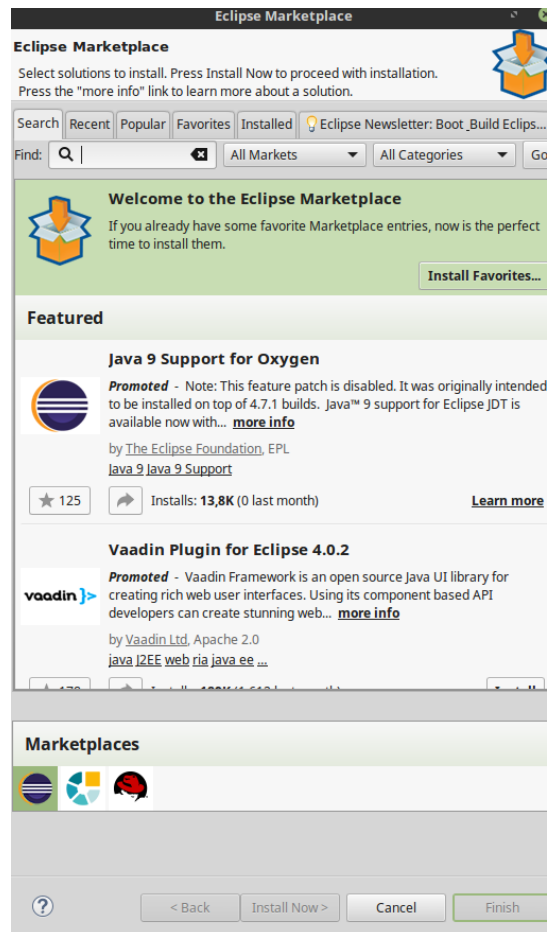 Eclipse Marketplace
Eclipse Marketplace
Select solutions to install. Press Install Now to proceed with installation.
Press the "more info" link to learn more about a solution.
Search Recent Popular Favorites Installed Eclipse Newsletter: Boot_Build Eclips...
Find: All Markets All Categories Go
Welcome to the Eclipse Marketplace
If you already have some favorite Marketplace entries, now is the perfect
time to install them.
Install Favorites...
Featured
Java 9 Support for Oxygen
Promoted - Note: This feature patch is disabled. It was originally intended
to be installed on top of 4.7.1 builds. Java™ 9 support for Eclipse JDT is
available now with... more info
by The Eclipse Foundation, EPL
Java 9 Java 9 Support
125 Installs: 13,8K (0 last month) Learn more
Vaadin Plugin for Eclipse 4.0.2
Promoted - Vaadin Framework is an open source Java UI library for
vaadin }> creating rich web user interfaces. Using its component based API
developers can create stunning web... more info
by Vaadin Ltd, Apache 2.0
java J2EE web ria java ee ...
Marketplaces
? < Back Install Now > Cancel Finish